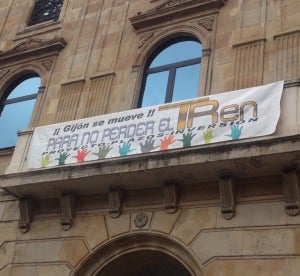 ¡¡ Gijón se mueve !!
PARA NO PERDER EL TRen